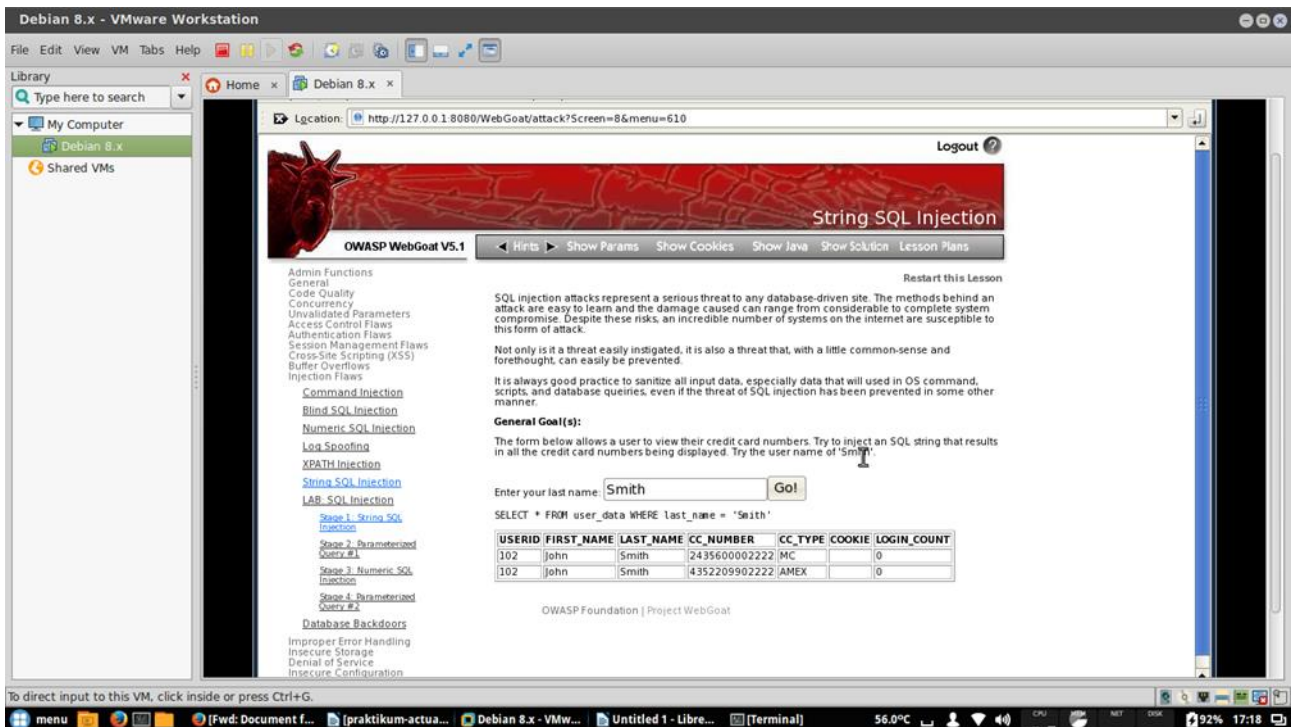 Debian 8.x - VMware Workstation
File Edit View VM Tabs Help
Library
Type here to search
My Computer
Debian 8.x
Shared VMs
Home
Debian 8.x
Location: http://127.0.0.1:8080/WebGoat/attack?Screen=8&menu=610
Logout
String SQL Injection
OWASP WebGoat V5.1
Hints Show Params Show Cookies Show Java Show Solution Lesson Plans
Admin Functions
General
Code Quality
Concurrency
Unvalidated Parameters
Access Control Flaws
Authentication Flaws
Session Management Flaws
Cross-Site Scripting (XSS)
Buffer Overflows
Injection Flaws
Command Injection
Blind SQL Injection
Numeric SQL Injection
Log Spoofing
XPATH Injection
String SQL Injection
LAB: SQL Injection
Stage 1: String SQL
Injection
Stage 2: Parameterized
Query #1
Stage 3: Numeric SQL
Injection
Stage 4: Parameterized
Query #2
Database Backdoors
Improper Error Handling
Insecure Storage
Denial of Service
Insecure Configuration
Restart this Lesson
SQL injection attacks represent a serious threat to any database-driven site. The methods behind an
attack are easy to learn and the damage caused can range from considerable to complete system
compromise. Despite these risks, an incredible number of systems on the internet are susceptible to
this form of attack.
Not only is it a threat easily instigated, it is also a threat that, with a little common-sense and
forethought, can easily be prevented.
It is always good practice to sanitize all input data, especially data that will used in OS command,
scripts, and database queiries, even if the threat of SQL injection has been prevented in some other
manner.
General Goal(s):
The form below allows a user to view their credit card numbers. Try to inject an SQL string that results
in all the credit card numbers being displayed. Try the user name of 'Smith'.
Enter your last name: Smith Go!
SELECT * FROM user_data WHERE last_name = 'Smith'
USERID FIRST_NAME LAST_NAME CC_NUMBER CC_TYPE COOKIE LOGIN_COUNT
102 John Smith 2435600002222 MC 0
102 John Smith 4352209902222 AMEX 0
OWASP Foundation | Project WebGoat
To direct input to this VM, click inside or press Ctrl+G.
menu [Fwd: Document f... [praktikum-actua... Debian 8.x - VMw... Untitled 1 - Libre... [Terminal] 56.0°C CPU NET DISK 92% 17:18